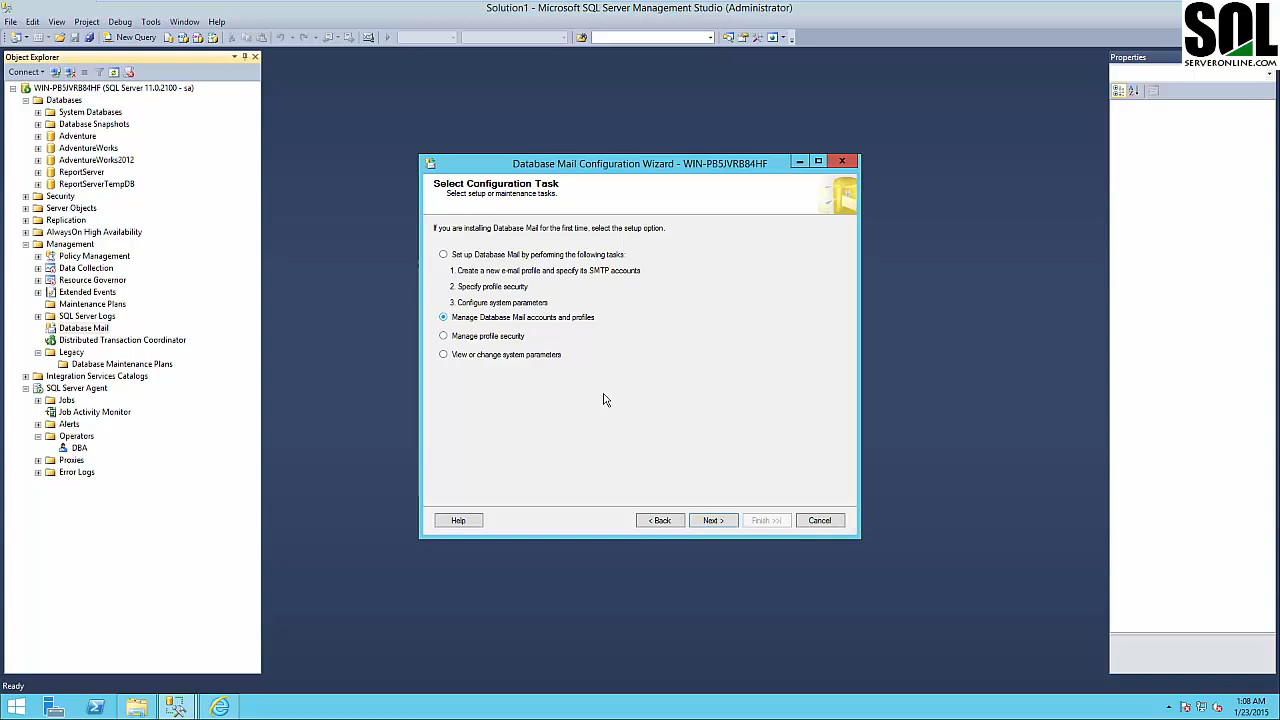 Solution1 - Microsoft SQL Server Management Studio (Administrator)
File Edit View Project Debug Tools Window Help
New Query
SQL
SERVERONLINE.COM
Object Explorer
Connect
WIN-PB5JVRB84HF (SQL Server 11.0.2100 - sa)
Databases
System Databases
Database Snapshots
Adventure
AdventureWorks
AdventureWorks2012
ReportServer
ReportServerTempDB
Security
Server Objects
Replication
AlwaysOn High Availability
Management
Policy Management
Data Collection
Resource Governor
Extended Events
Maintenance Plans
SQL Server Logs
Database Mail
Distributed Transaction Coordinator
Legacy
Database Maintenance Plans
Integration Services Catalogs
SQL Server Agent
Jobs
Job Activity Monitor
Alerts
Operators
DBA
Proxies
Error Logs
Database Mail Configuration Wizard - WIN-PB5JVRB84HF
Select Configuration Task
Select setup or maintenance tasks.
If you are installing Database Mail for the first time, select the setup option.
Set up Database Mail by performing the following tasks:
1. Create a new e-mail profile and specify its SMTP accounts
2. Specify profile security
3. Configure system parameters
Manage Database Mail accounts and profiles
Manage profile security
View or change system parameters
Help < Back Next > Finish >>| Cancel
Properties
Ready
1:08 AM
1/23/2015